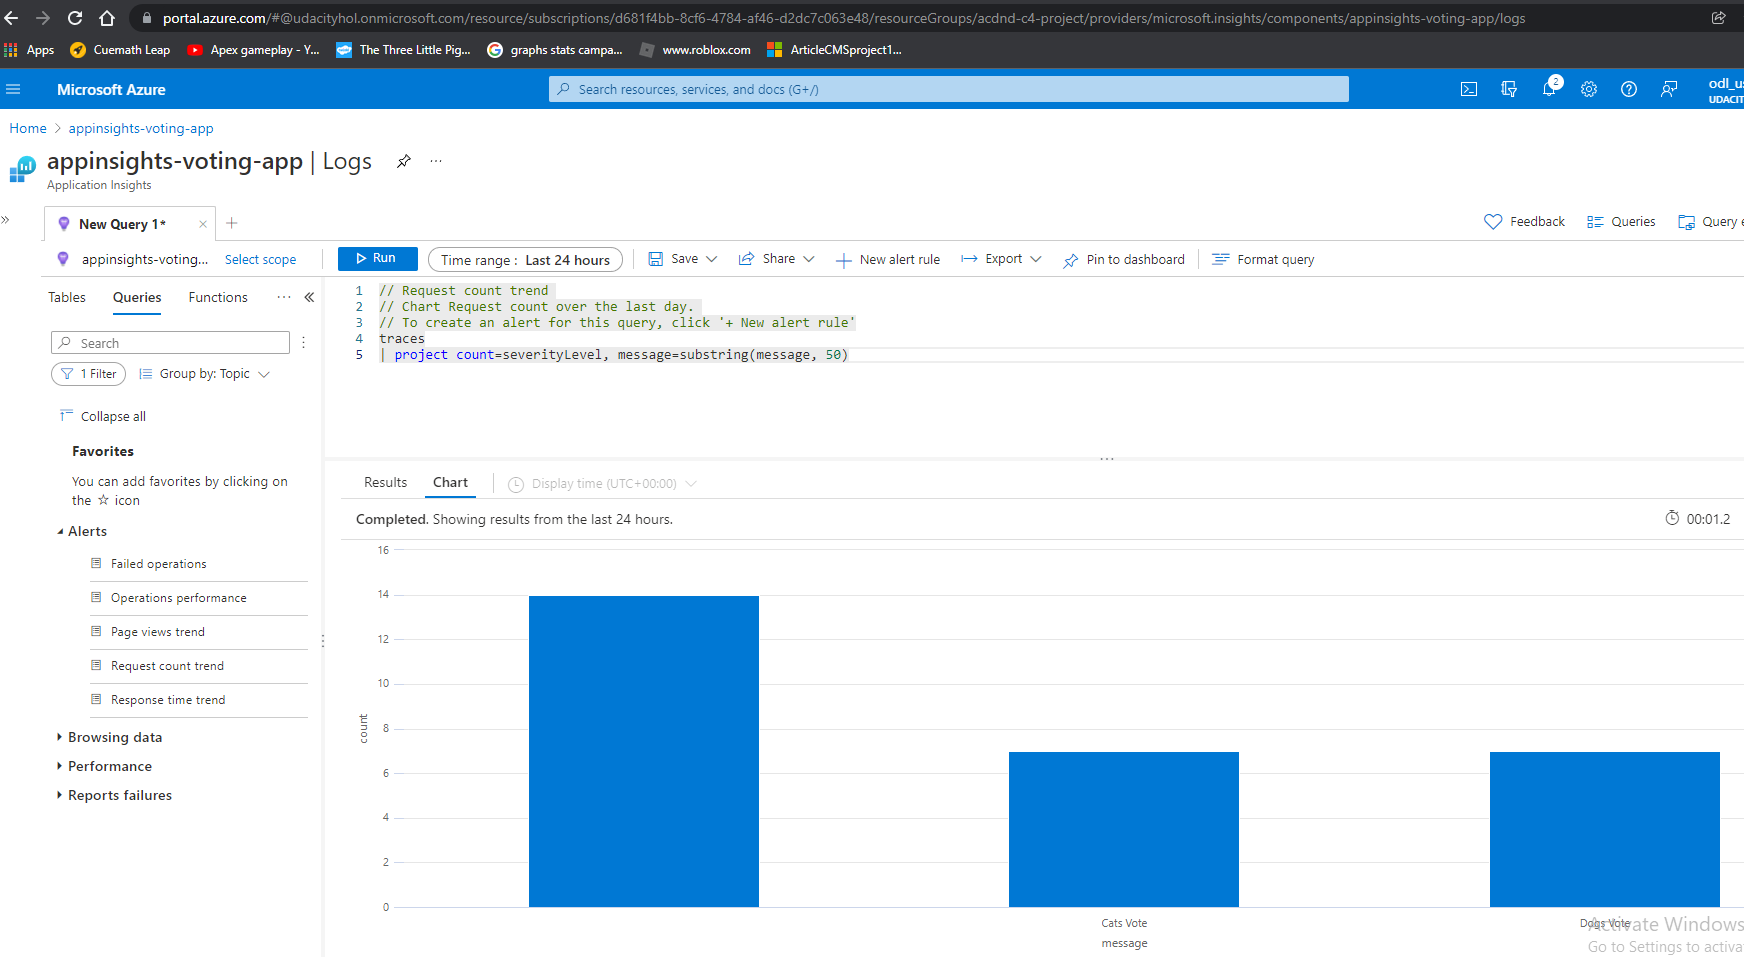 portal.azure.com/#@udacityhol.onmicrosoft.com/resource/subscriptions/d681f4bb-8cf6-4784-af46-d2dc7c063e48/resourceGroups/acdnd-c4-project/providers/microsoft.insights/components/appinsights-voting-app/logs
Apps Cuemath Leap Apex gameplay - Y... The Three Little Pig... graphs stats campa... www.roblox.com ArticleCMSproject1...
Microsoft Azure Search resources, services, and docs (G+/) 2 odl_us
UDACIT
Home > appinsights-voting-app
appinsights-voting-app | Logs ...
Application Insights
New Query 1* × + Feedback Queries Query e
appinsights-voting... Select scope Run Time range : Last 24 hours Save Share New alert rule Export Pin to dashboard Format query
Tables Queries Functions ... «
Search
1 Filter Group by: Topic
Collapse all
Favorites
You can add favorites by clicking on
the ☆ icon
Alerts
Failed operations
Operations performance
Page views trend
Request count trend
Response time trend
Browsing data
Performance
Reports failures
1 // Request count trend
2 // Chart Request count over the last day.
3 // To create an alert for this query, click '+ New alert rule'
4 traces
5 | project count=severityLevel, message=substring(message, 50)
...
Results Chart Display time (UTC+00:00)
Completed. Showing results from the last 24 hours. 00:01.2
16
14
12
10
8
6
4
2
0
count
Cats Vote Dogs Vote
message
Activate Windows
Go to Settings to activa